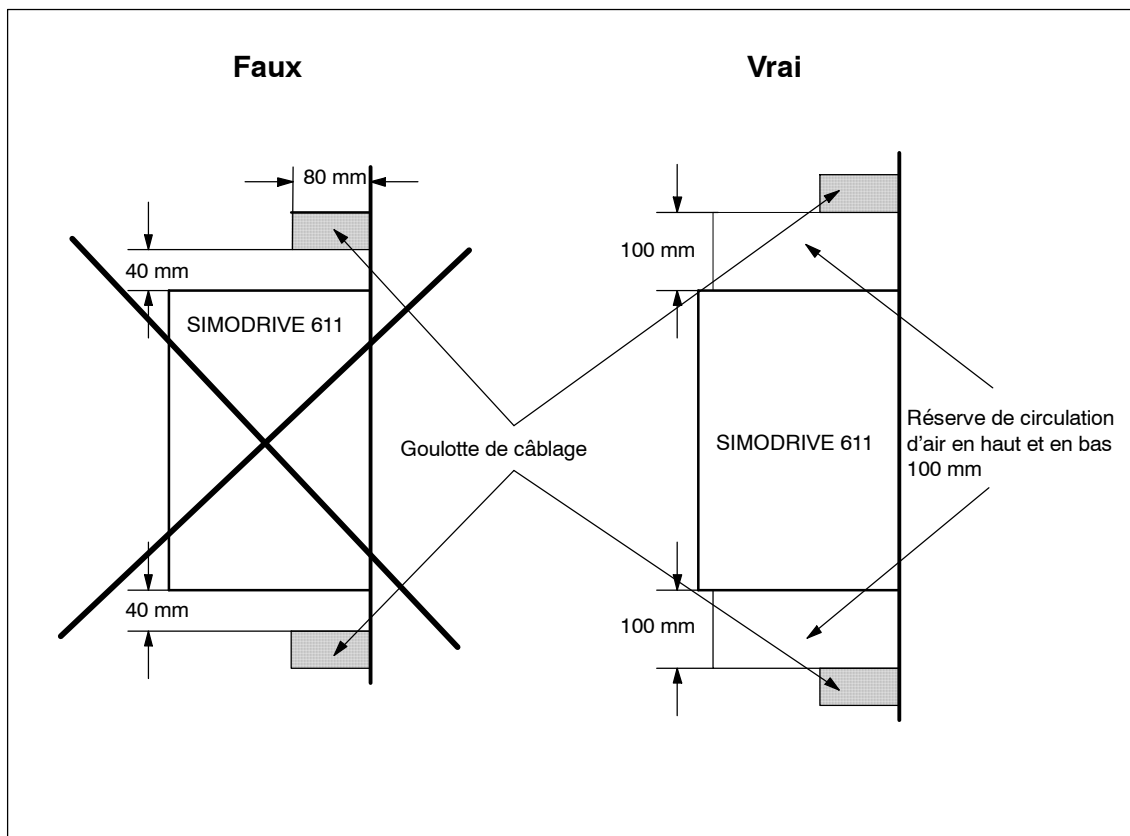 Faux
Vrai
80 mm
40 mm
100 mm
SIMODRIVE 611
Goulotte de câblage
SIMODRIVE 611
Réserve de circulation
d'air en haut et en bas
100 mm
40 mm
100 mm